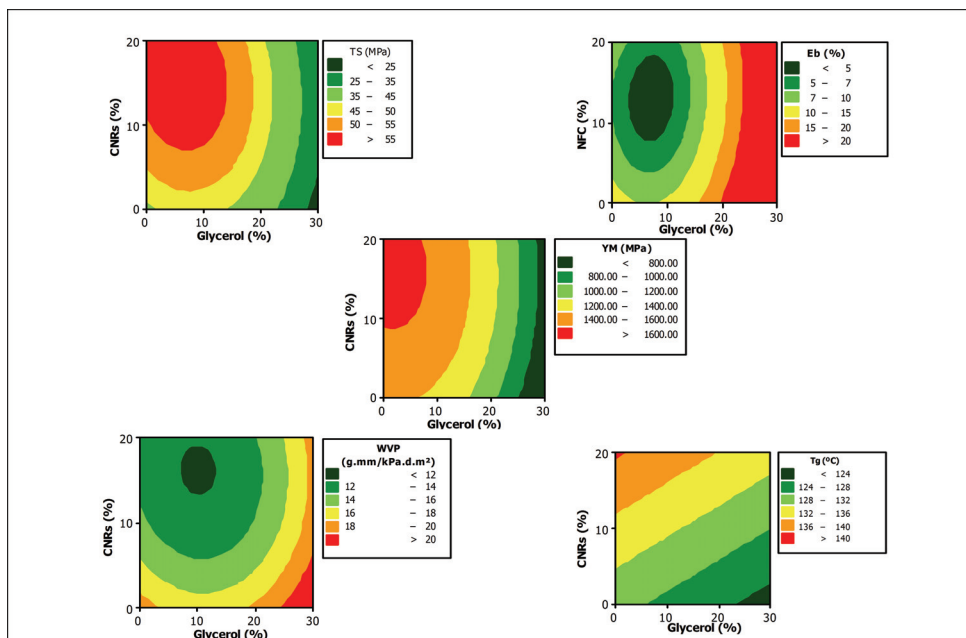 20
10
0
CNRs (%)
0 10 20 30
Glycerol (%)
TS (MPa)
< 25
25 – 35
35 – 45
45 – 50
50 – 55
> 55
20
10
0
NFC (%)
0 10 20 30
Glycerol (%)
Eb (%)
< 5
5 – 7
7 – 10
10 – 15
15 – 20
> 20
20
10
0
CNRs (%)
0 10 20 30
Glycerol (%)
YM (MPa)
< 800.00
800.00 – 1000.00
1000.00 – 1200.00
1200.00 – 1400.00
1400.00 – 1600.00
> 1600.00
20
10
0
CNRs (%)
0 10 20 30
Glycerol (%)
WVP
(g.mm/kPa.d.m²)
< 12
12 – 14
14 – 16
16 – 18
18 – 20
> 20
20
10
0
CNRs (%)
0 10 20 30
Glycerol (%)
Tg (ºC)
< 124
124 – 128
128 – 132
132 – 136
136 – 140
> 140